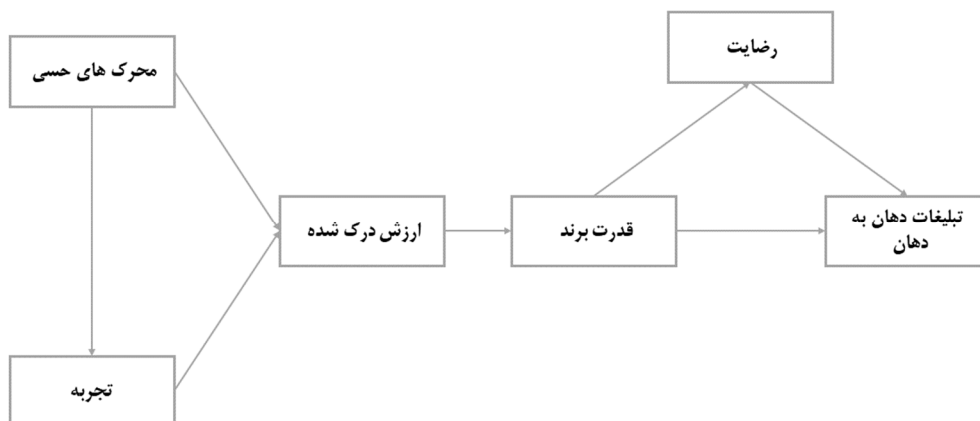 رضایت
محرک های حسی
ارزش درک شده
قدرت برند
تبلیغات دهان به
دهان
تجربه